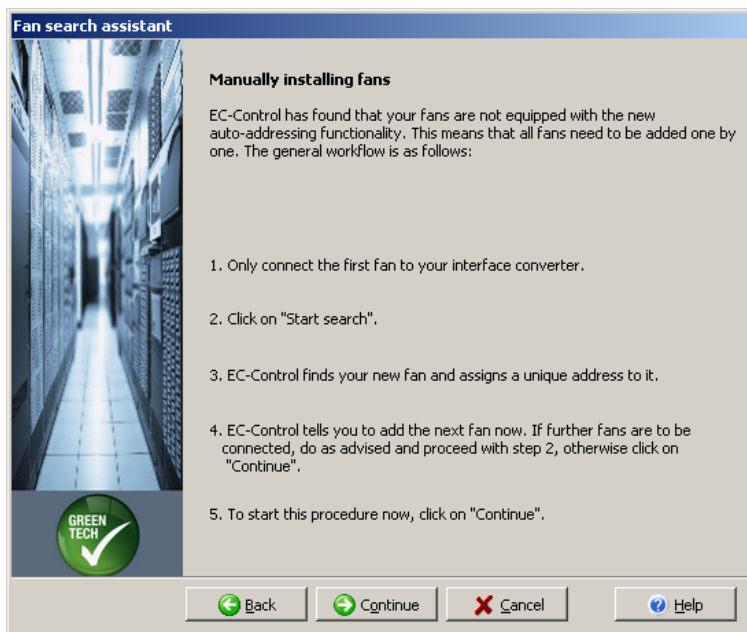 Fan search assistant
Manually installing fans
EC-Control has found that your fans are not equipped with the new
auto-addressing functionality. This means that all fans need to be added one by
one. The general workflow is as follows:
1. Only connect the first fan to your interface converter.
2. Click on "Start search".
3. EC-Control finds your new fan and assigns a unique address to it.
4. EC-Control tells you to add the next fan now. If further fans are to be
connected, do as advised and proceed with step 2, otherwise click on
"Continue".
5. To start this procedure now, click on "Continue".
GREEN
TECH
Back
Continue
Cancel
Help